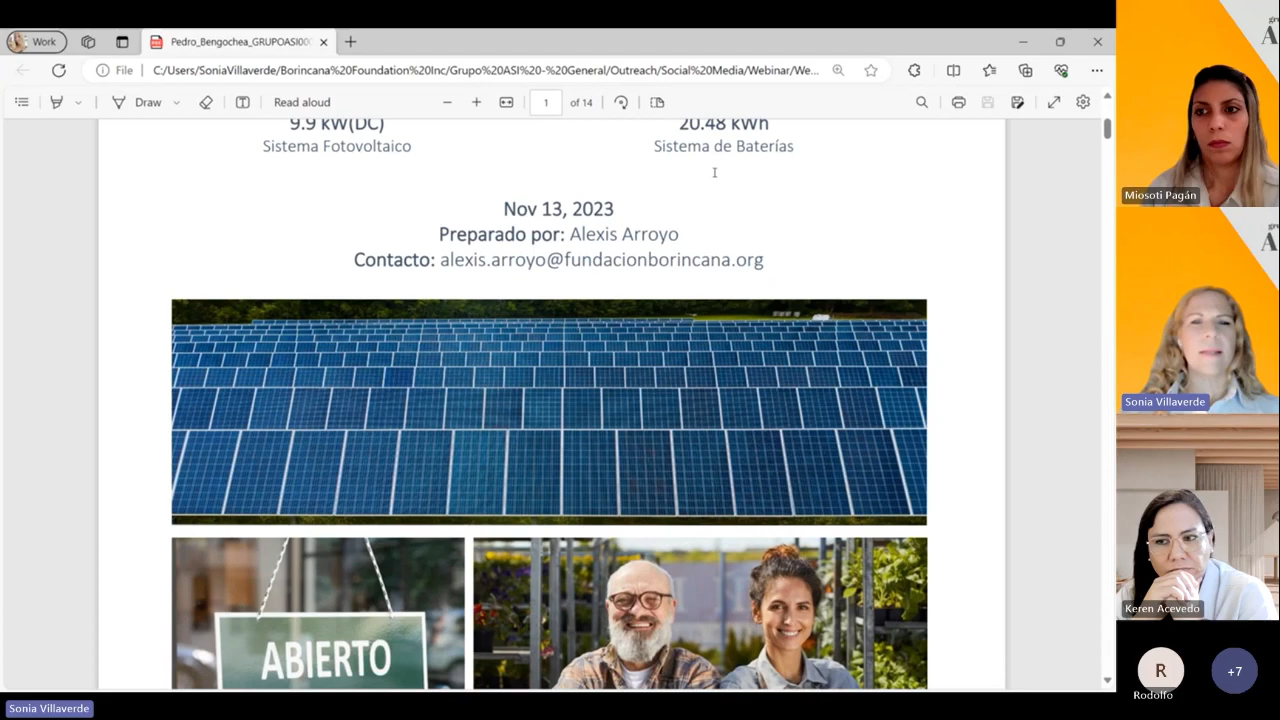 Work
Pedro_Bengochea_GRUPOASI00
File
C:/Users/SoniaVillaverde/Borincana%20Foundation%20Inc/Grupo%20ASI%20-%20General/Outreach/Social%20Media/Webinar/We...
Draw
Read aloud
1
of 14
9.9 kW(DC)
20.48 kWh
Sistema Fotovoltaico
Sistema de Baterías
Nov 13, 2023
Preparado por: Alexis Arroyo
Contacto: alexis.arroyo@fundacionborincana.org
ABIERTO
Miosoti Pagán
Sonia Villaverde
Keren Acevedo
R
Rodolfo
+7
Sonia Villaverde